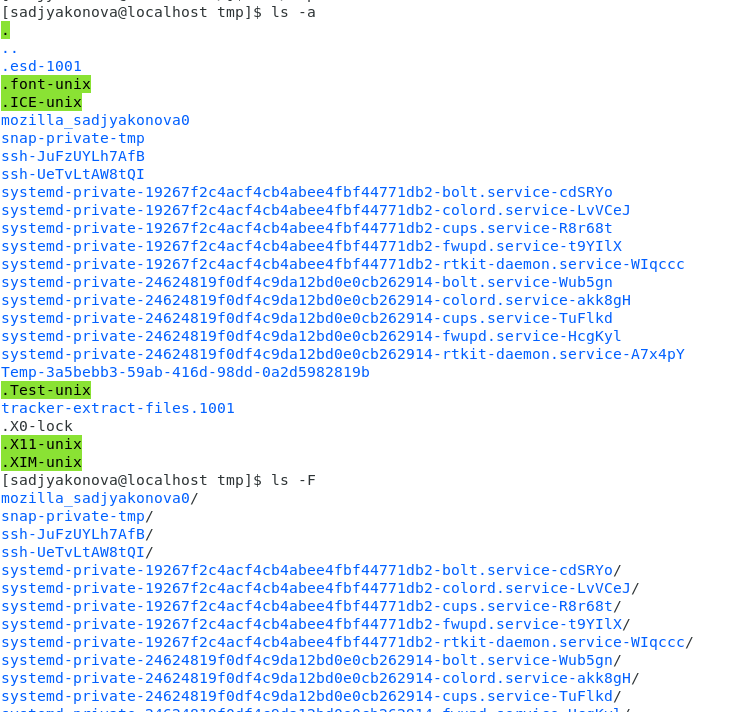 [sadjyakonova@localhost tmp]$ ls -a
.
..
.esd-1001
.font-unix
.ICE-unix
mozilla_sadjyakonova0
snap-private-tmp
ssh-JuFzUYLh7AfB
ssh-UeTvLtAW8tQI
systemd-private-19267f2c4acf4cb4abee4fbf44771db2-bolt.service-cdSRYo
systemd-private-19267f2c4acf4cb4abee4fbf44771db2-colord.service-LvVCeJ
systemd-private-19267f2c4acf4cb4abee4fbf44771db2-cups.service-R8r68t
systemd-private-19267f2c4acf4cb4abee4fbf44771db2-fwupd.service-t9YIlX
systemd-private-19267f2c4acf4cb4abee4fbf44771db2-rtkit-daemon.service-WIqccc
systemd-private-24624819f0df4c9da12bd0e0cb262914-bolt.service-Wub5gn
systemd-private-24624819f0df4c9da12bd0e0cb262914-colord.service-akk8gH
systemd-private-24624819f0df4c9da12bd0e0cb262914-cups.service-TuFlkd
systemd-private-24624819f0df4c9da12bd0e0cb262914-fwupd.service-HcgKyl
systemd-private-24624819f0df4c9da12bd0e0cb262914-rtkit-daemon.service-A7x4pY
Temp-3a5bebb3-59ab-416d-98dd-0a2d5982819b
.Test-unix
tracker-extract-files.1001
.X0-lock
.X11-unix
.XIM-unix
[sadjyakonova@localhost tmp]$ ls -F
mozilla_sadjyakonova0/
snap-private-tmp/
ssh-JuFzUYLh7AfB/
ssh-UeTvLtAW8tQI/
systemd-private-19267f2c4acf4cb4abee4fbf44771db2-bolt.service-cdSRYo/
systemd-private-19267f2c4acf4cb4abee4fbf44771db2-colord.service-LvVCeJ/
systemd-private-19267f2c4acf4cb4abee4fbf44771db2-cups.service-R8r68t/
systemd-private-19267f2c4acf4cb4abee4fbf44771db2-fwupd.service-t9YIlX/
systemd-private-19267f2c4acf4cb4abee4fbf44771db2-rtkit-daemon.service-WIqccc/
systemd-private-24624819f0df4c9da12bd0e0cb262914-bolt.service-Wub5gn/
systemd-private-24624819f0df4c9da12bd0e0cb262914-colord.service-akk8gH/
systemd-private-24624819f0df4c9da12bd0e0cb262914-cups.service-TuFlkd/